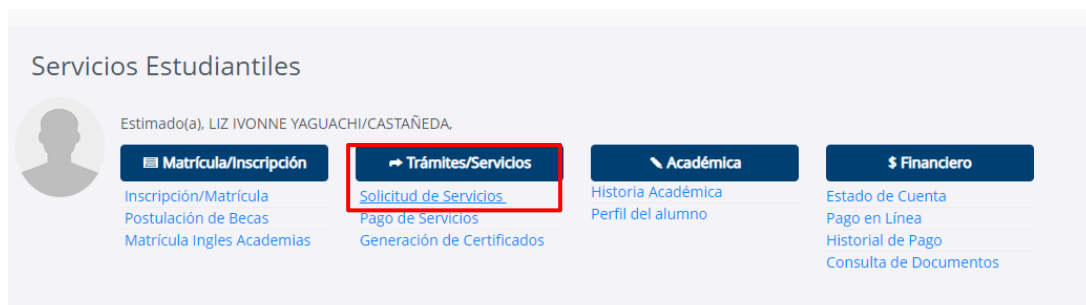 Servicios Estudiantiles
Estimado(a), LIZ IVONNE YAGUACHI/CASTAÑEDA,
Matrícula/Inscripción
Inscripción/Matrícula
Postulación de Becas
Matrícula Ingles Academias
Trámites/Servicios
Solicitud de Servicios
Pago de Servicios
Generación de Certificados
Académica
Historia Académica
Perfil del alumno
$ Financiero
Estado de Cuenta
Pago en Línea
Historial de Pago
Consulta de Documentos